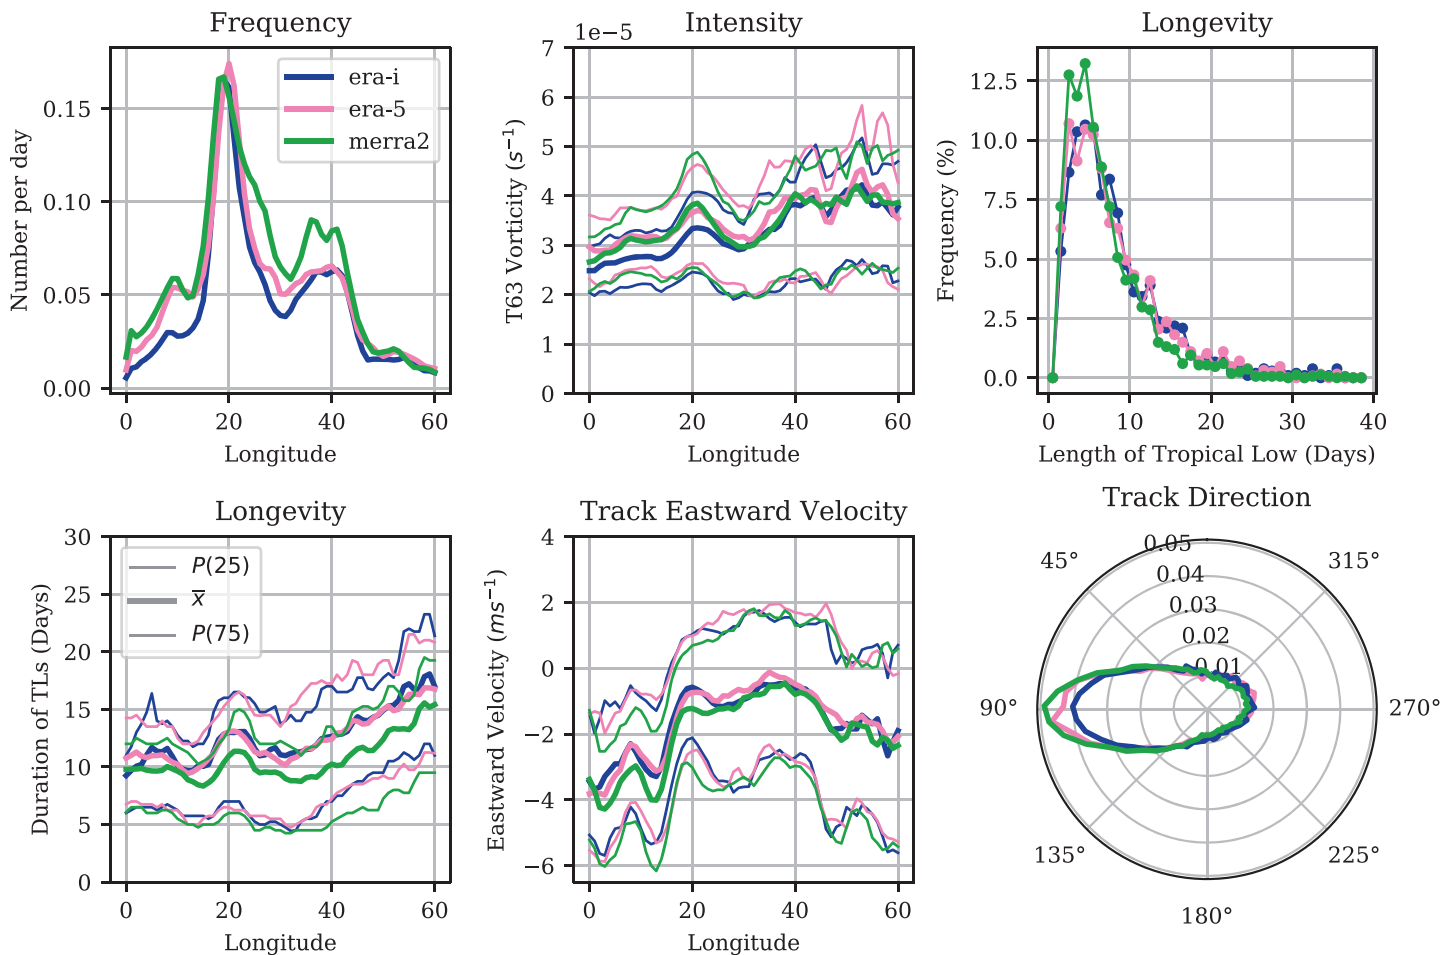 Frequency
Number per day
0.15
0.10
0.05
0.00
era-i
era-5
merra2
0 20 40 60
Longitude
Intensity
1e−5
T63 Vorticity (s⁻¹)
7
6
5
4
3
2
1
0
0 20 40 60
Longitude
Longevity
Frequency (%)
12.5
10.0
7.5
5.0
2.5
0.0
0 10 20 30 40
Length of Tropical Low (Days)
Longevity
Duration of TLs (Days)
30
25
20
15
10
5
0
P(25)
x̅
P(75)
0 20 40 60
Longitude
Track Eastward Velocity
Eastward Velocity (ms⁻¹)
4
2
0
−2
−4
−6
0 20 40 60
Longitude
Track Direction
0.05
45° 315°
0.04
0.03
0.02
0.01
90° 270°
135° 225°
180°